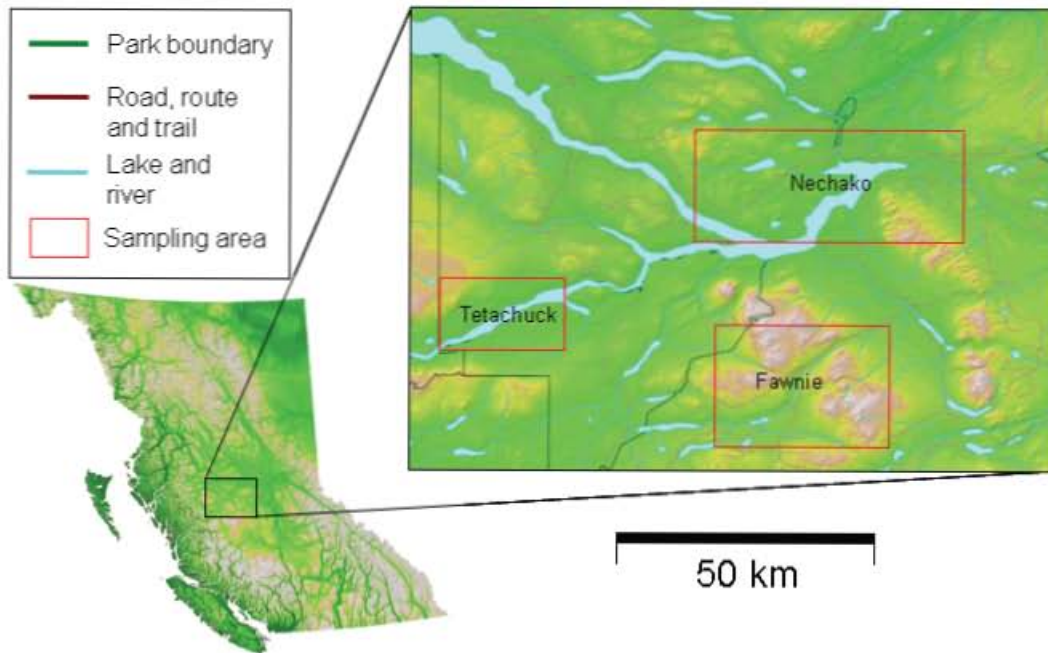 Park boundary
Road, route
and trail
Lake and
river
Sampling area
Nechako
Tetachuck
Fawnie
50 km